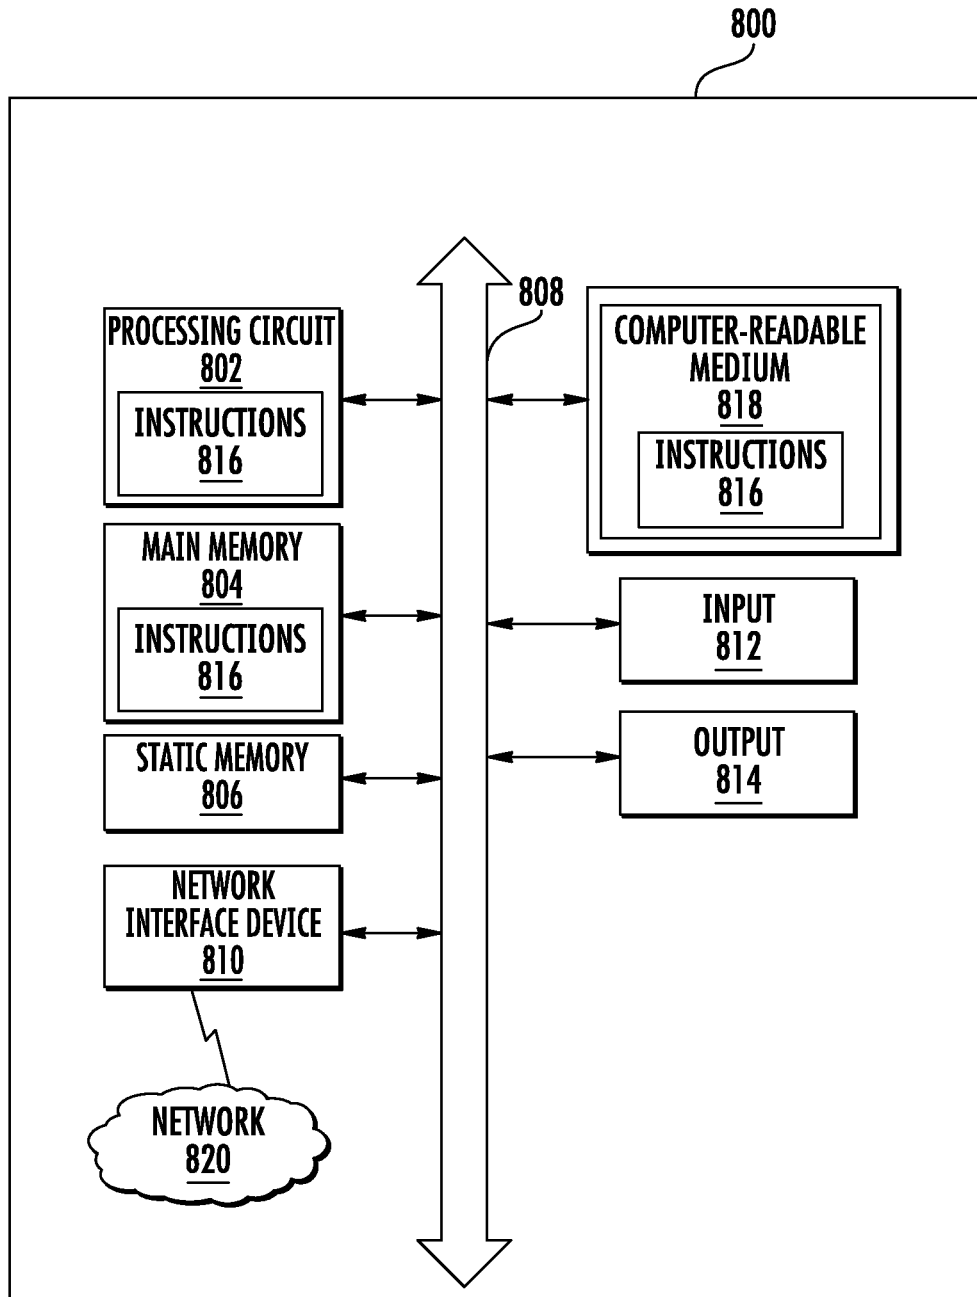 800
808
PROCESSING CIRCUIT
802
INSTRUCTIONS
816
MAIN MEMORY
804
INSTRUCTIONS
816
STATIC MEMORY
806
NETWORK
INTERFACE DEVICE
810
NETWORK
820
COMPUTER-READABLE
MEDIUM
818
INSTRUCTIONS
816
INPUT
812
OUTPUT
814